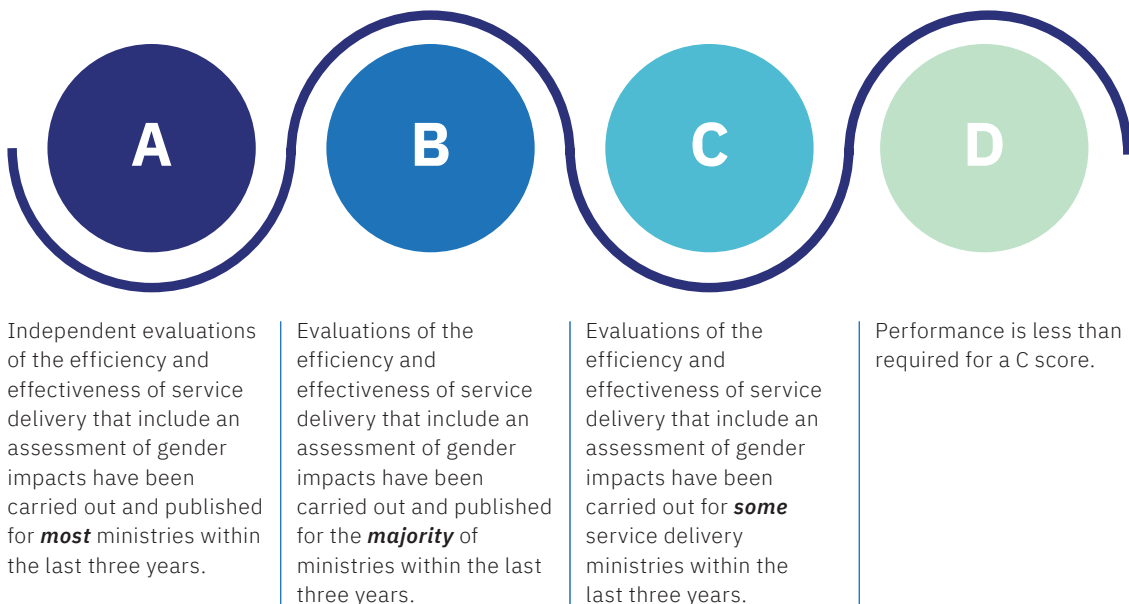 A
B
C
D
Independent evaluations
of the efficiency and
effectiveness of service
delivery that include an
assessment of gender
impacts have been
carried out and published
for most ministries within
the last three years.
Evaluations of the
efficiency and
effectiveness of service
delivery that include an
assessment of gender
impacts have been
carried out and published
for the majority of
ministries within the last
three years.
Evaluations of the
efficiency and
effectiveness of service
delivery that include an
assessment of gender
impacts have been
carried out for some
service delivery
ministries within the
last three years.
Performance is less than
required for a C score.